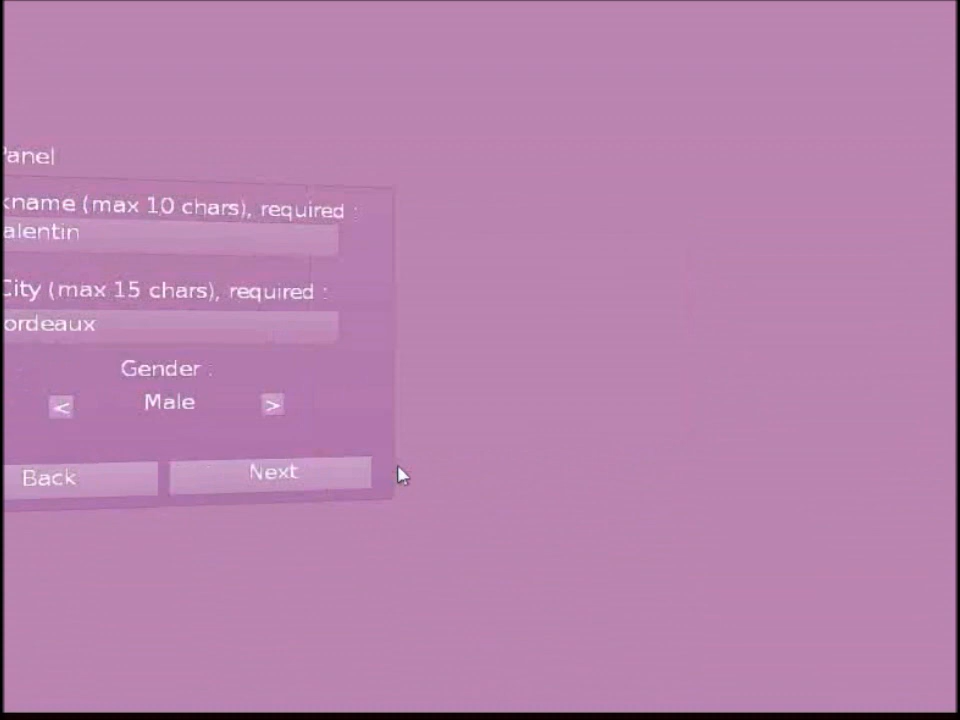 Panel
kname (max 10 chars), required :
alentin
City (max 15 chars), required :
ordeaux
Gender :
< Male >
Back Next